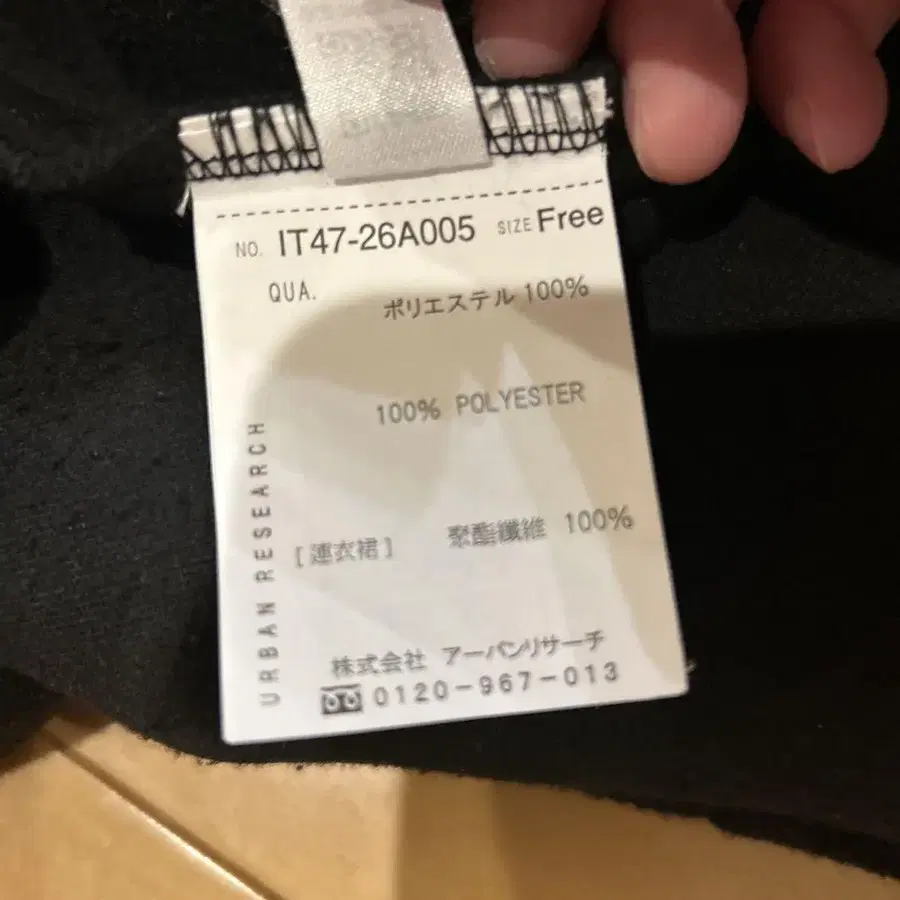 NO. IT47-26A005 SIZE Free
QUA.
ポリエステル 100%
100% POLYESTER
聚酯纖維 100%
[連衣裙]
URBAN RESEARCH
株式会社 アーバンリサーチ
0120-967-013